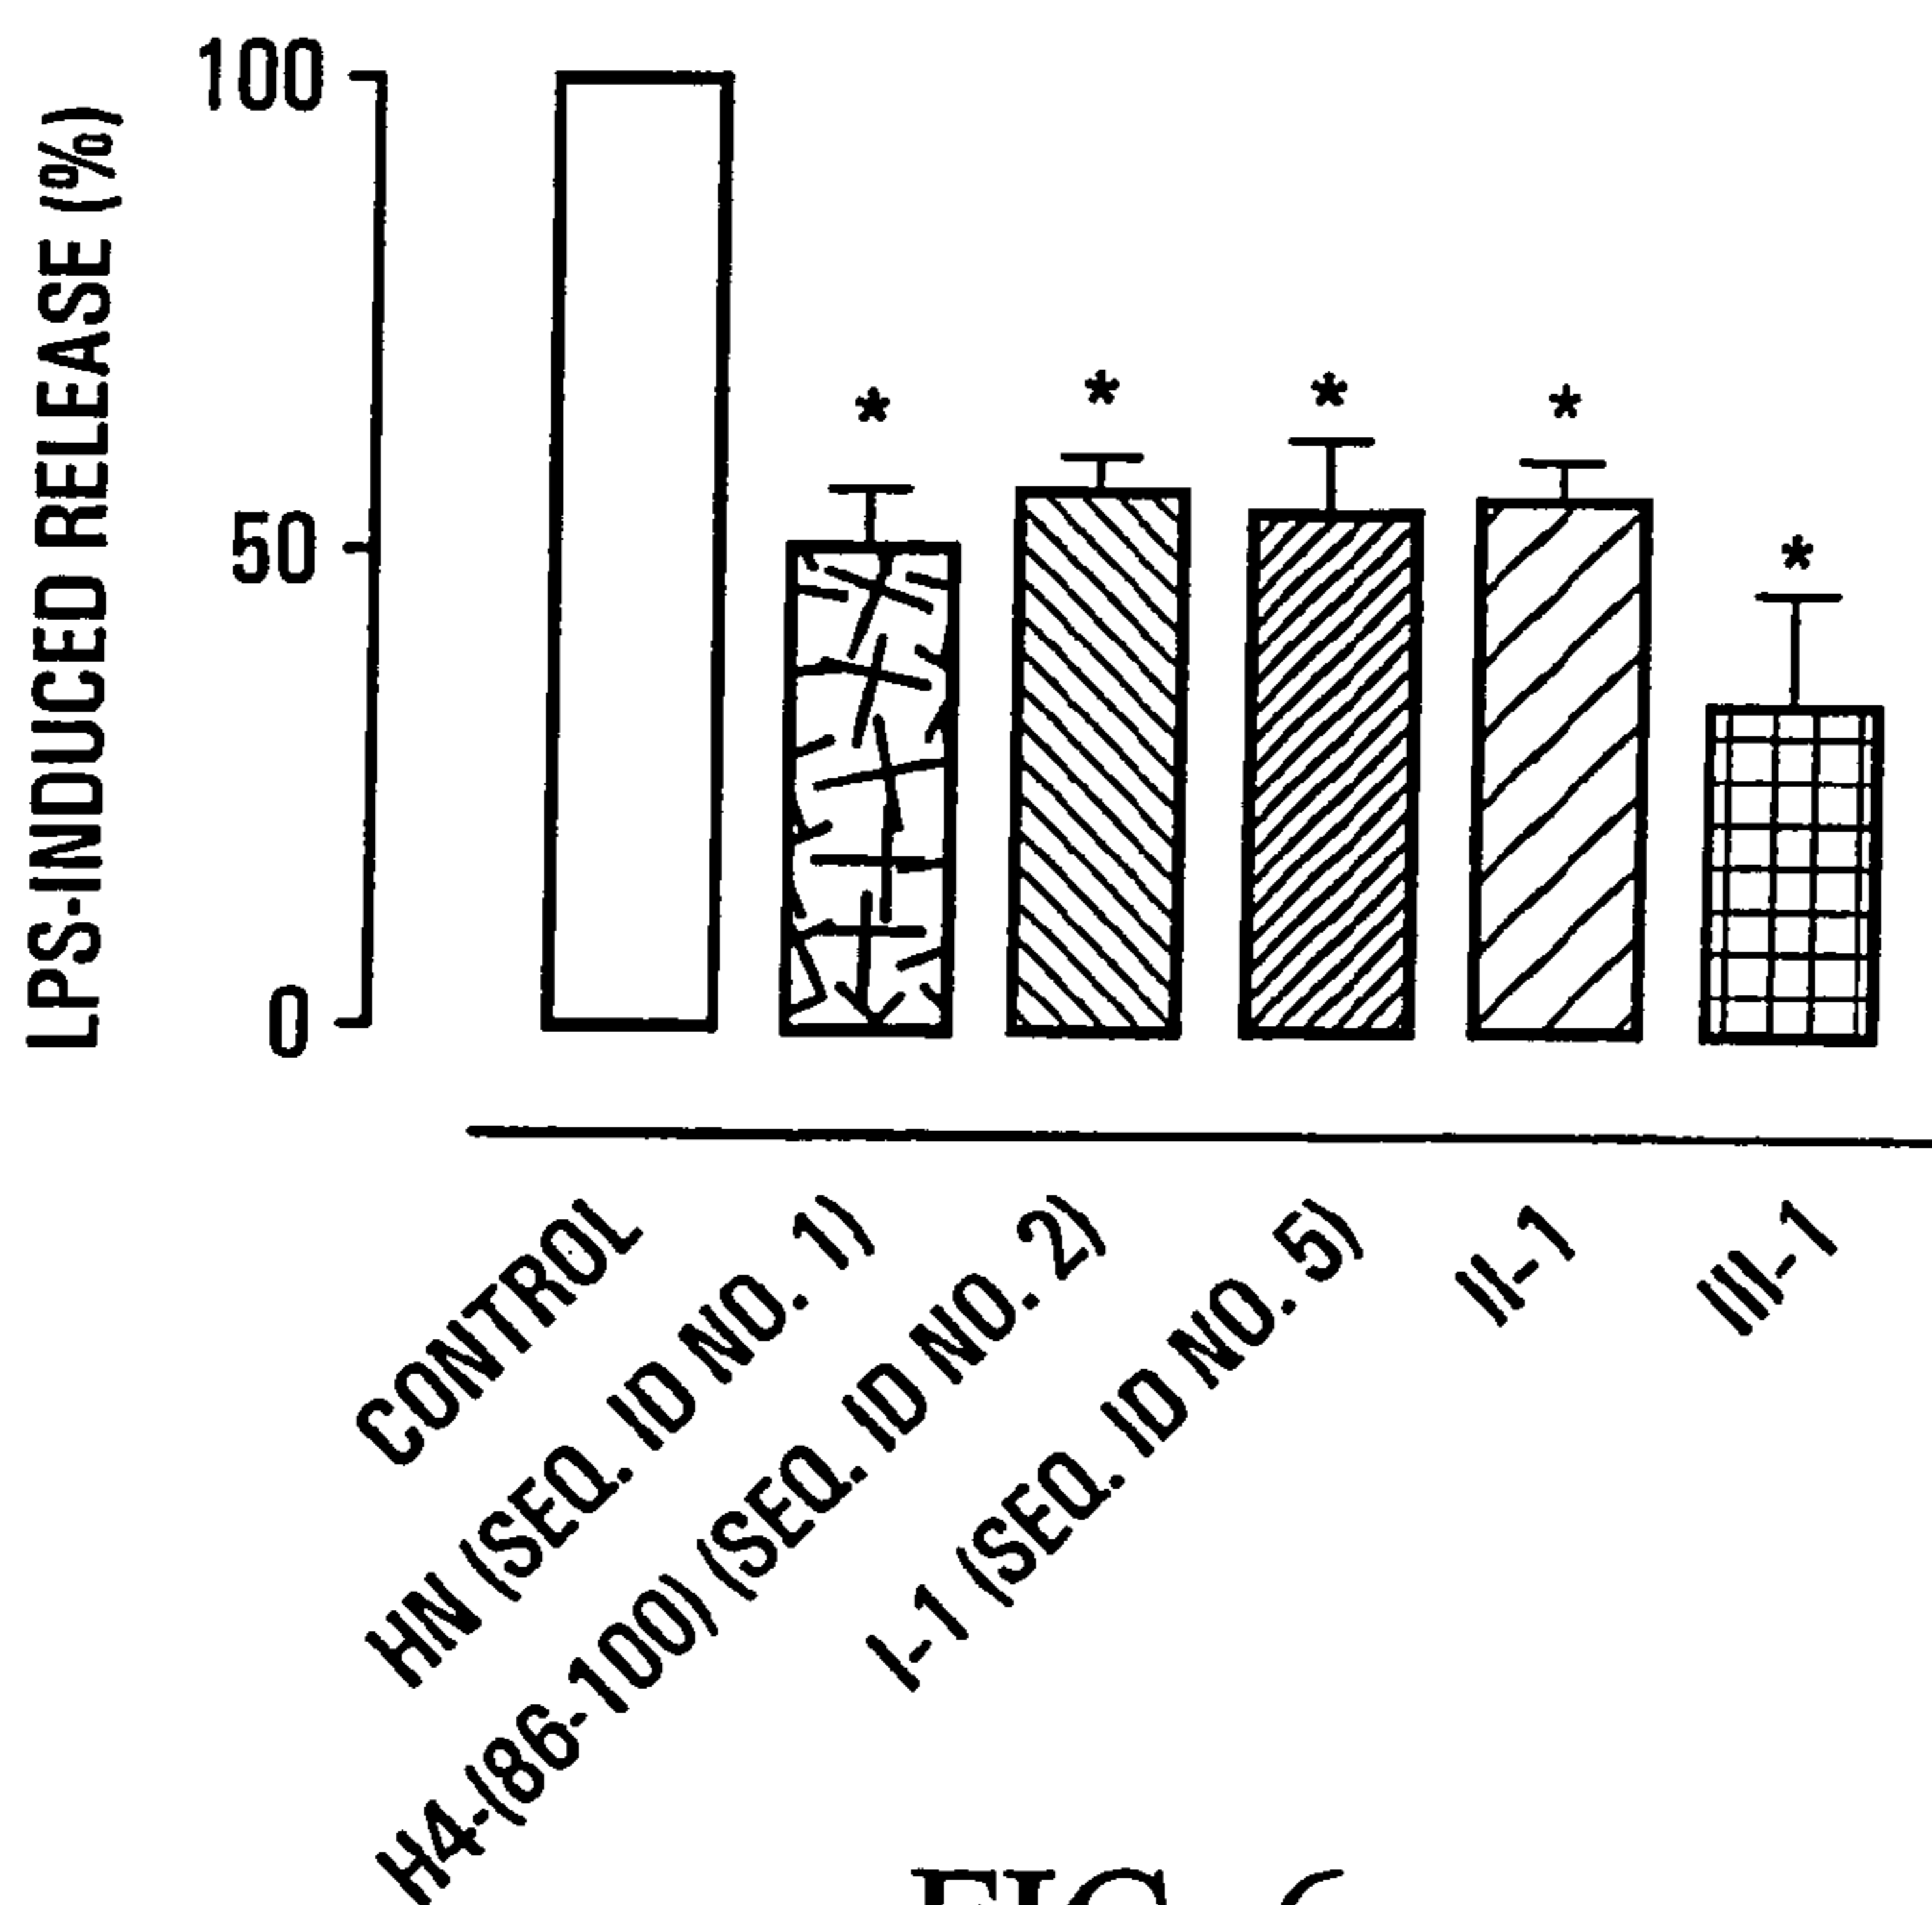 LPS-INDUCED RELEASE (%)
100
50
0
*
*
*
*
*
CONTROL
HN (SEQ. ID NO. 1)
H4-(86-100) (SEQ. ID NO. 2)
I-1 (SEQ. ID NO. 5)
II-1
III-1